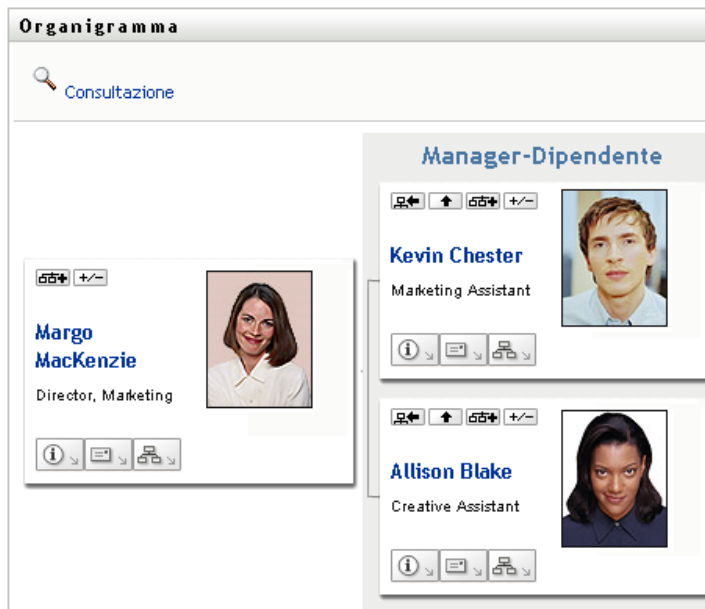 Organigramma
Consultazione
Manager-Dipendente
+/-
Kevin Chester
Marketing Assistant
+/-
Margo
MacKenzie
Director, Marketing
+/-
Allison Blake
Creative Assistant